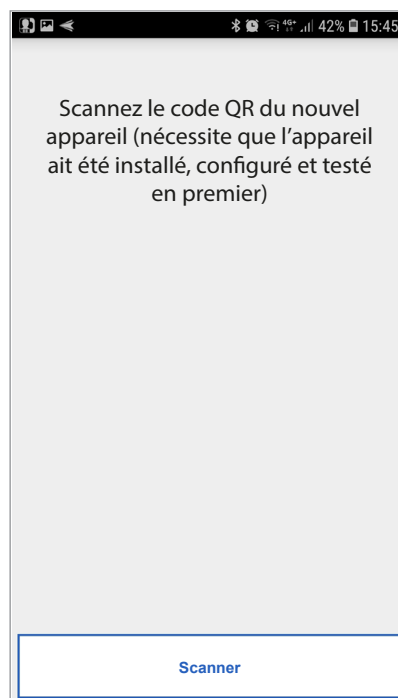 4G+ 42% 15:45
Scannez le code QR du nouvel
appareil (nécessite que l’appareil
ait été installé, configuré et testé
en premier)
Scanner